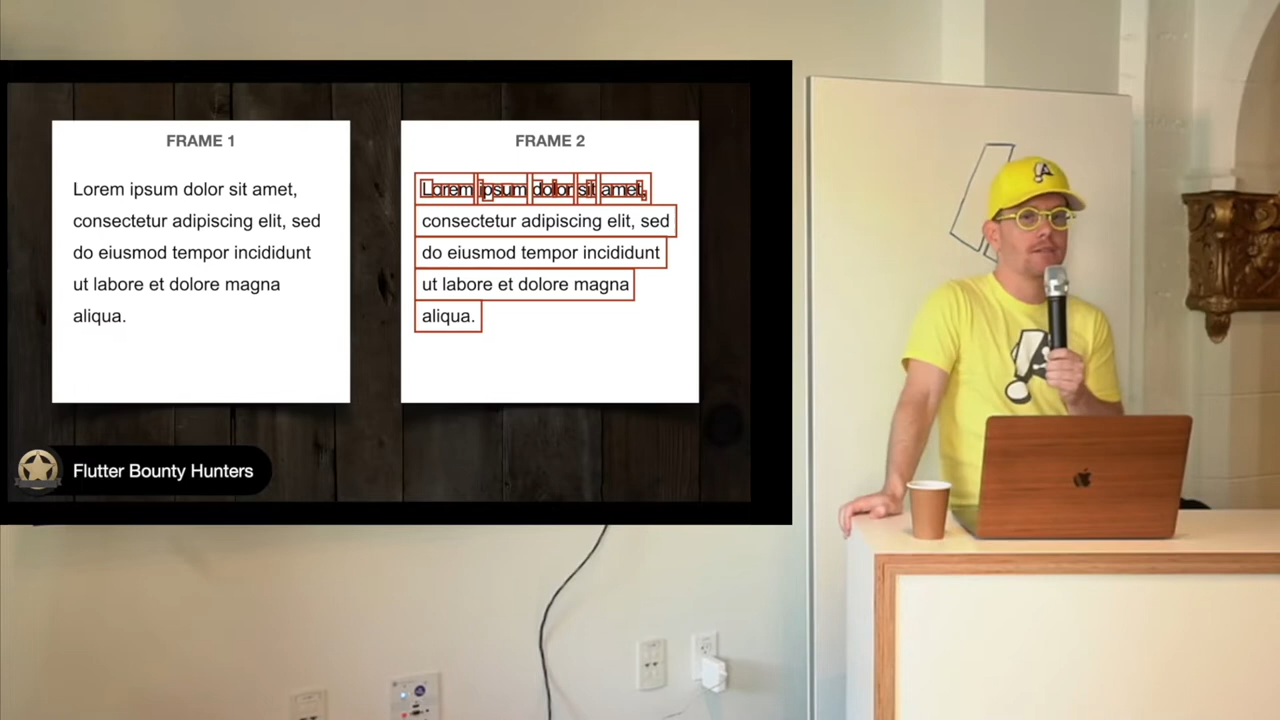 FRAME 1
Lorem ipsum dolor sit amet,
consectetur adipiscing elit, sed
do eiusmod tempor incididunt
ut labore et dolore magna
aliqua.
FRAME 2
Lorem ipsum dolor sit amet,
consectetur adipiscing elit, sed
do eiusmod tempor incididunt
ut labore et dolore magna
aliqua.
Flutter Bounty Hunters